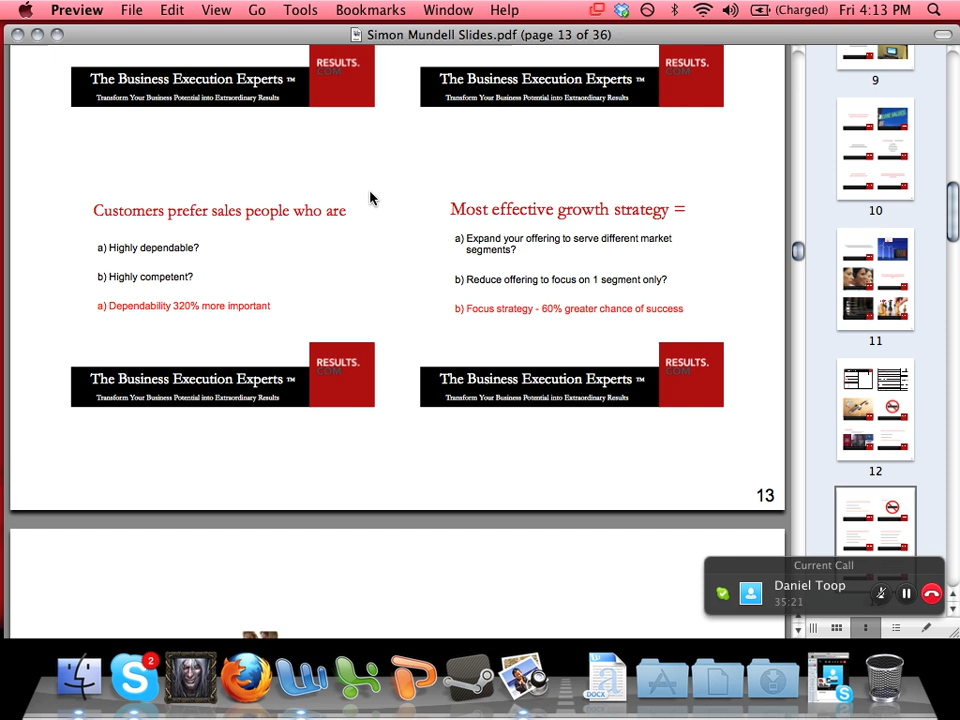 Preview File Edit View Go Tools Bookmarks Window Help (Charged) Fri 4:13 PM
Simon Mundell Slides.pdf (page 13 of 36)
The Business Execution Experts ™
Transform Your Business Potential into Extraordinary Results
RESULTS.
COM
The Business Execution Experts ™
Transform Your Business Potential into Extraordinary Results
RESULTS.
COM
Customers prefer sales people who are
a) Highly dependable?
b) Highly competent?
a) Dependability 320% more important
The Business Execution Experts ™
Transform Your Business Potential into Extraordinary Results
RESULTS.
COM
Most effective growth strategy =
a) Expand your offering to serve different market
segments?
b) Reduce offering to focus on 1 segment only?
b) Focus strategy - 60% greater chance of success
The Business Execution Experts ™
Transform Your Business Potential into Extraordinary Results
RESULTS.
COM
13
9
10
11
12
Current Call
Daniel Toop
35:21
2
DOCX